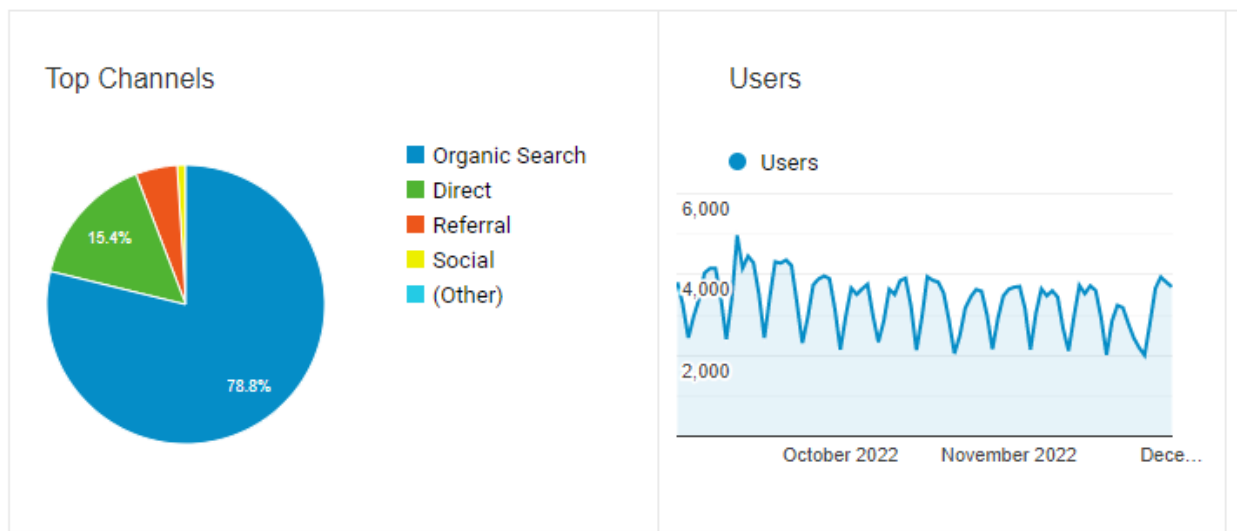 Top Channels
Organic Search
Direct
Referral
Social
(Other)
15.4%
78.8%
Users
Users
6,000
4,000
2,000
October 2022
November 2022
Dece...